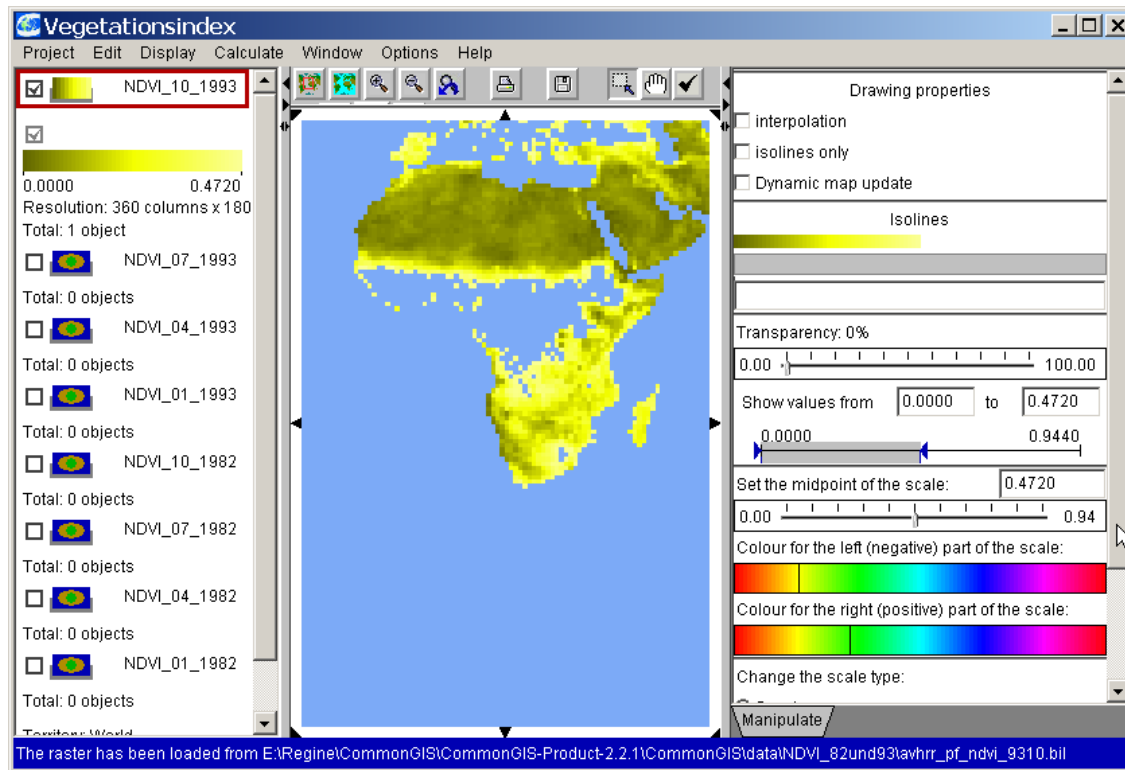 Vegetationsindex
Project Edit Display Calculate Window Options Help
NDVI_10_1993
0.0000 0.4720
Resolution: 360 columns x 180
Total: 1 object
NDVI_07_1993
Total: 0 objects
NDVI_04_1993
Total: 0 objects
NDVI_01_1993
Total: 0 objects
NDVI_10_1982
Total: 0 objects
NDVI_07_1982
Total: 0 objects
NDVI_04_1982
Total: 0 objects
NDVI_01_1982
Total: 0 objects
Territory: World
Drawing properties
interpolation
isolines only
Dynamic map update
Isolines
Transparency: 0%
0.00 100.00
Show values from 0.0000 to 0.4720
0.0000 0.9440
Set the midpoint of the scale: 0.4720
0.00 0.94
Colour for the left (negative) part of the scale:
Colour for the right (positive) part of the scale:
Change the scale type:
Manipulate
The raster has been loaded from E:\Regine\CommonGIS\CommonGIS-Product-2.2.1\CommonGIS\data\NDVI_82und93\avhrr_pf_ndvi_9310.bil